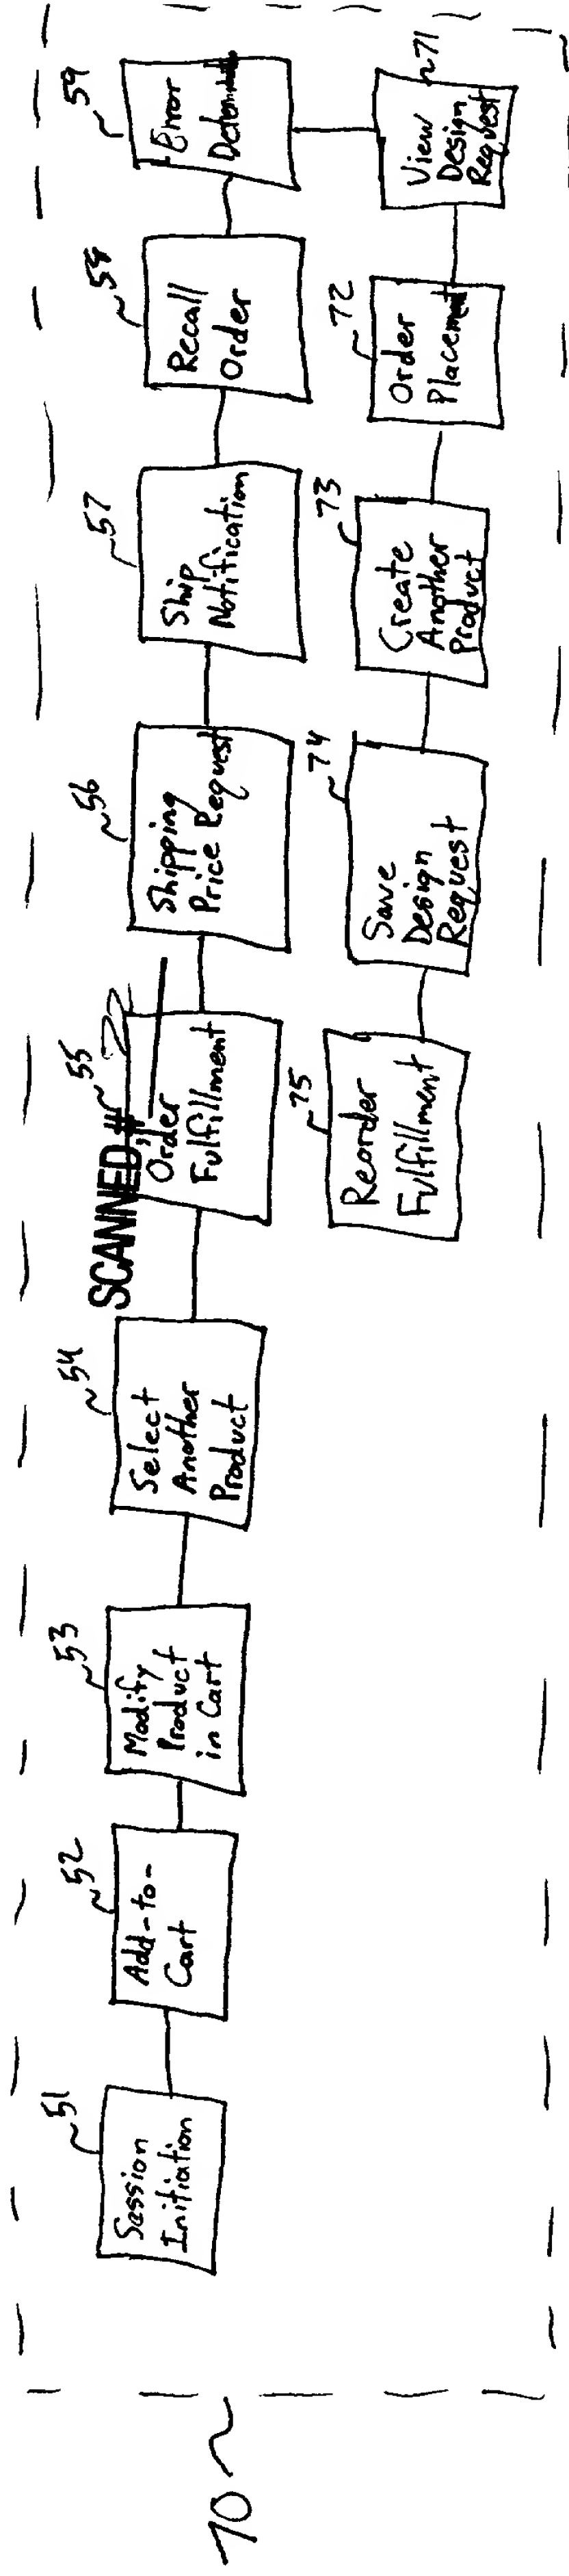 10
51
Session
Initiation
52
Add-to-
Cart
53
Modify
Product
in Cart
54
Select
Another
Product
SCANNED #
55
Order
Fulfillment
56
Shipping
Price Request
57
Ship
Notification
58
Recall
Order
59
Error
71
View
Design
Request
72
Order
Placement
73
Create
Another
Product
74
Save
Design
Request
75
Reorder
Fulfillment